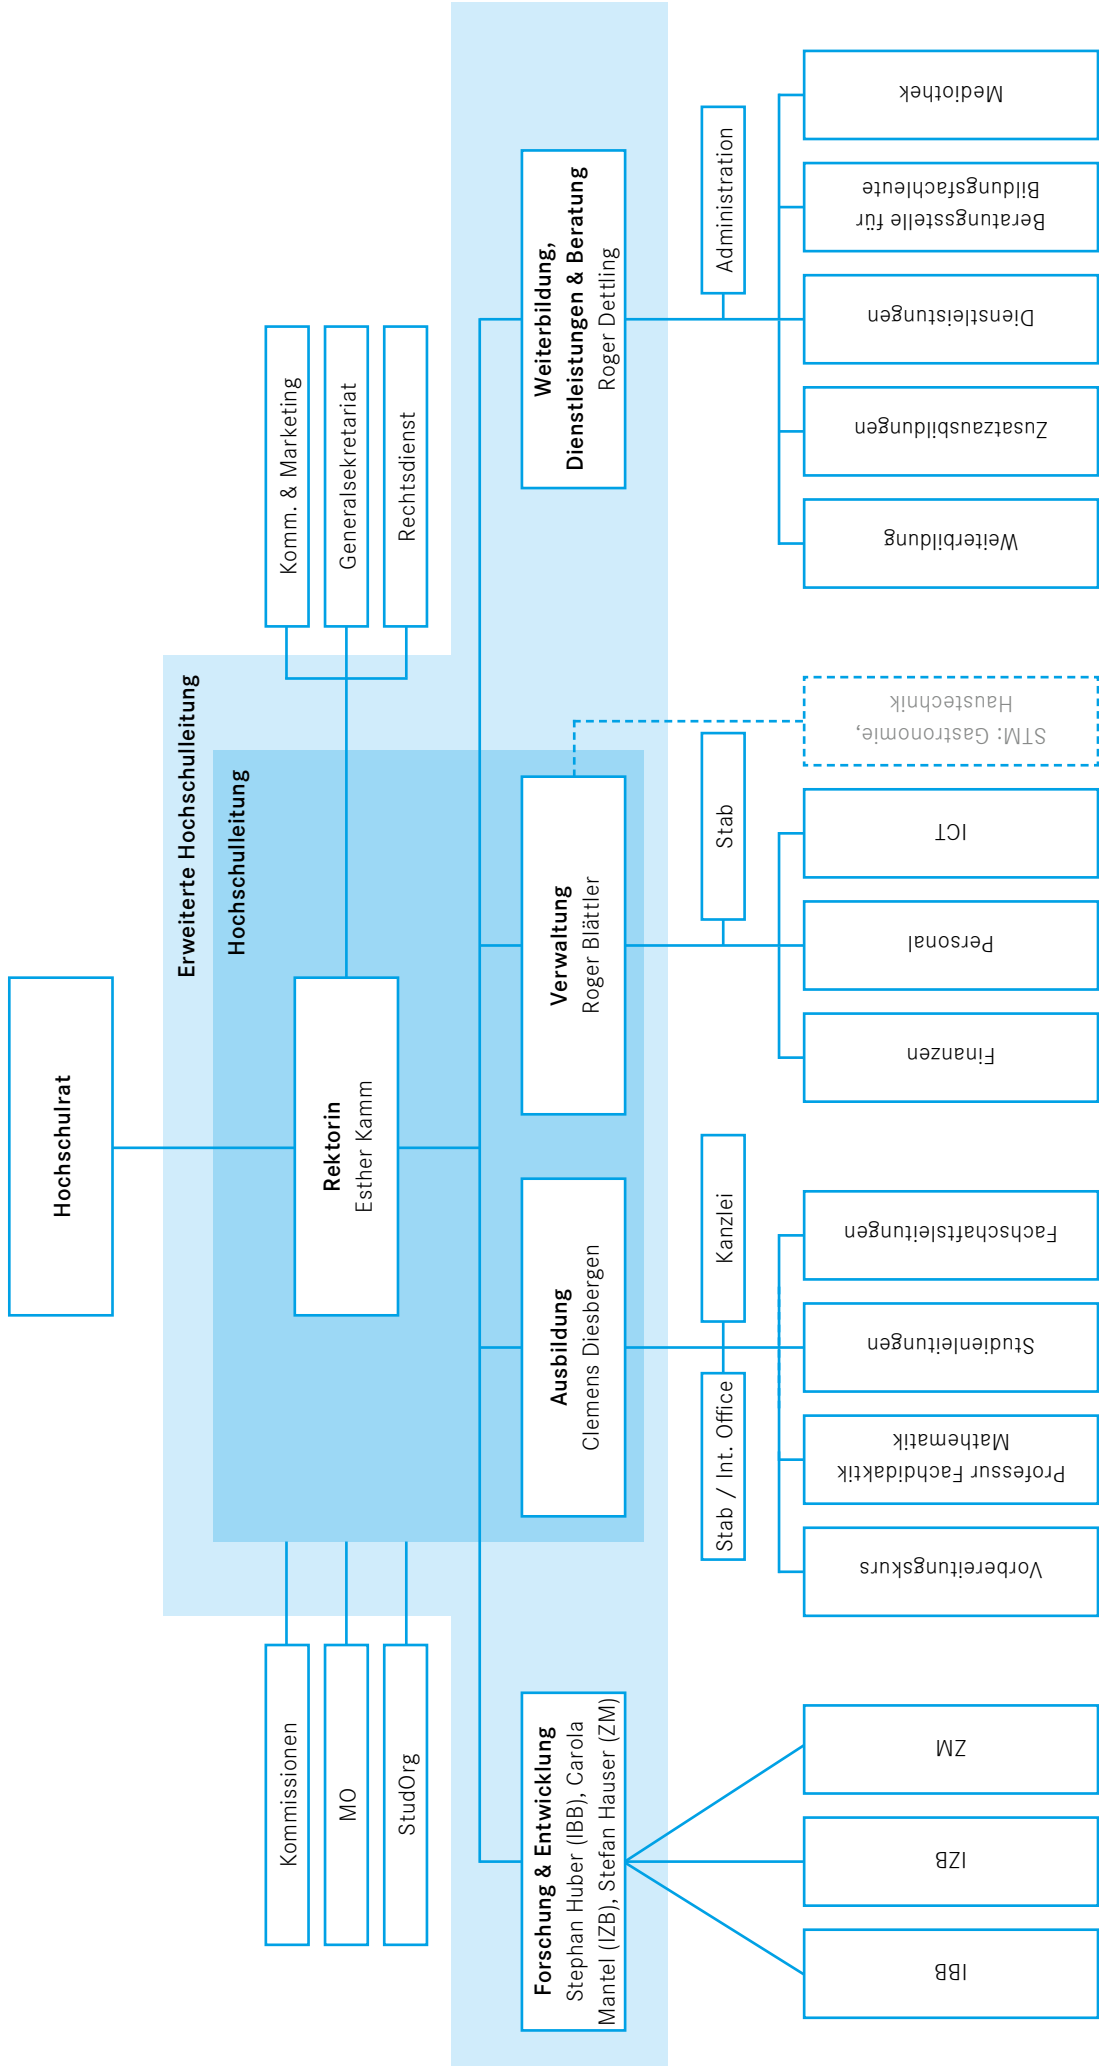 Hochschulrat
Erweiterte Hochschulleitung
Hochschulleitung
Rektorin
Esther Kamm
Kommissionen
MO
StudOrg
Komm. & Marketing
Generalsekretariat
Rechtsdienst
Forschung & Entwicklung
Stephan Huber (IBB), Carola
Mantel (IZB), Stefan Hauser (ZM)
Ausbildung
Clemens Diesbergen
Verwaltung
Roger Blättler
Weiterbildung,
Dienstleistungen & Beratung
Roger Dettling
Stab / Int. Office
Kanzlei
Stab
Administration
IBB
IZB
ZM
Vorbereitungskurs
Professur Fachdidaktik
Mathematik
Studienleitungen
Fachschaftsleitungen
Finanzen
Personal
ICT
STM: Gastronomie,
Haustechnik
Weiterbildung
Zusatzausbildungen
Dienstleistungen
Beratungsstelle für
Bildungsfachleute
Mediothek